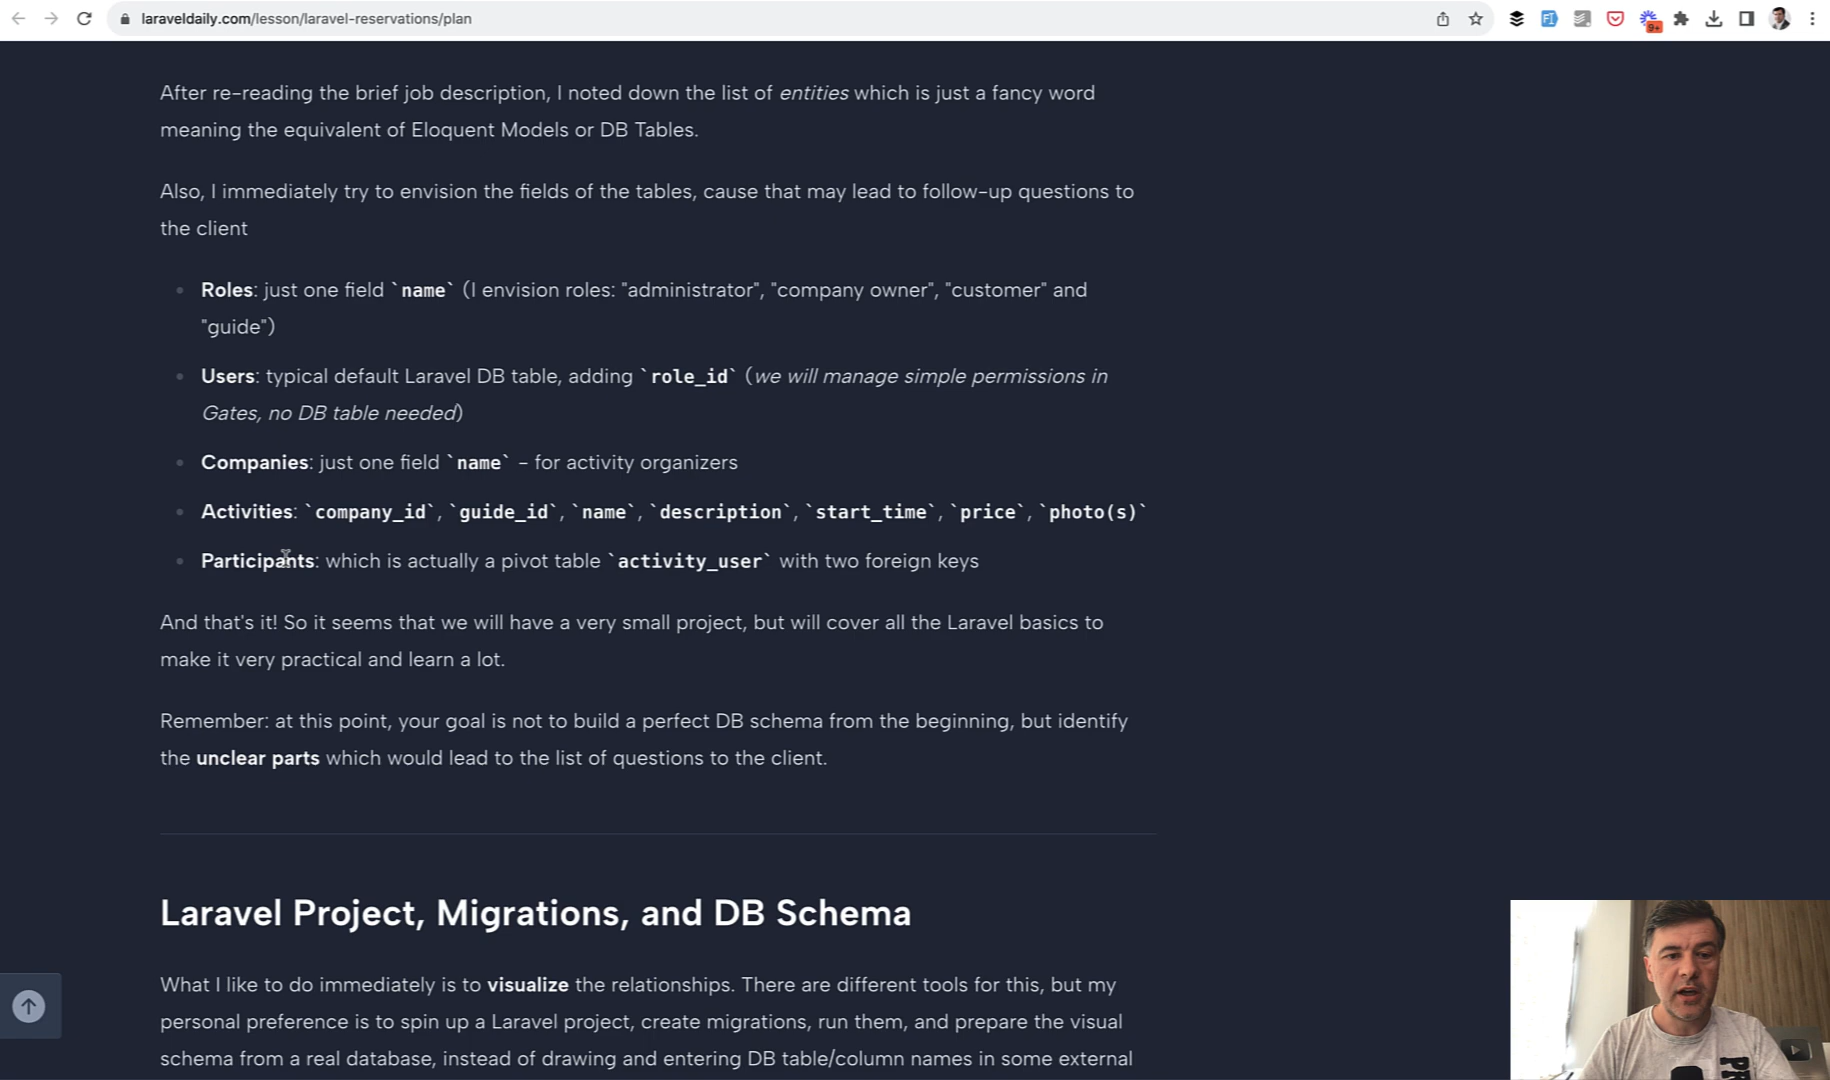 laraveldaily.com/lesson/laravel-reservations/plan
9+
After re-reading the brief job description, I noted down the list of entities which is just a fancy word
meaning the equivalent of Eloquent Models or DB Tables.
Also, I immediately try to envision the fields of the tables, cause that may lead to follow-up questions to
the client
Roles: just one field `name` (I envision roles: "administrator", "company owner", "customer" and
"guide")
Users: typical default Laravel DB table, adding `role_id` (we will manage simple permissions in
Gates, no DB table needed)
Companies: just one field `name` - for activity organizers
Activities: `company_id`, `guide_id`, `name`, `description`, `start_time`, `price`, `photo(s)`
Participants: which is actually a pivot table `activity_user` with two foreign keys
And that's it! So it seems that we will have a very small project, but will cover all the Laravel basics to
make it very practical and learn a lot.
Remember: at this point, your goal is not to build a perfect DB schema from the beginning, but identify
the unclear parts which would lead to the list of questions to the client.
Laravel Project, Migrations, and DB Schema
What I like to do immediately is to visualize the relationships. There are different tools for this, but my
personal preference is to spin up a Laravel project, create migrations, run them, and prepare the visual
schema from a real database, instead of drawing and entering DB table/column names in some external